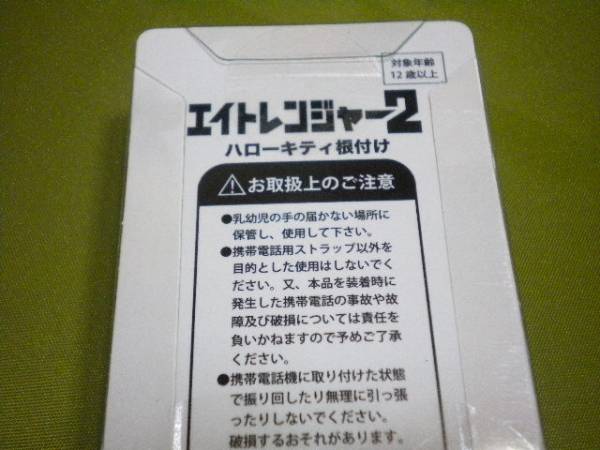 対象年齢
12歳以上
エイトレンジャー2
ハローキティ根付け
お取扱上のご注意
●乳幼児の手の届かない場所に
保管し、使用して下さい。
●携帯電話用ストラップ以外を
目的とした使用はしないでく
ださい。又、本品を装着時に
発生した携帯電話の事故や故
障及び破損については責任を
負いかねますので予めご了承
ください。
●携帯電話機に取り付けた状態
で振り回したり無理に引っ張
ったりしないでください。
破損するおそれがあります。